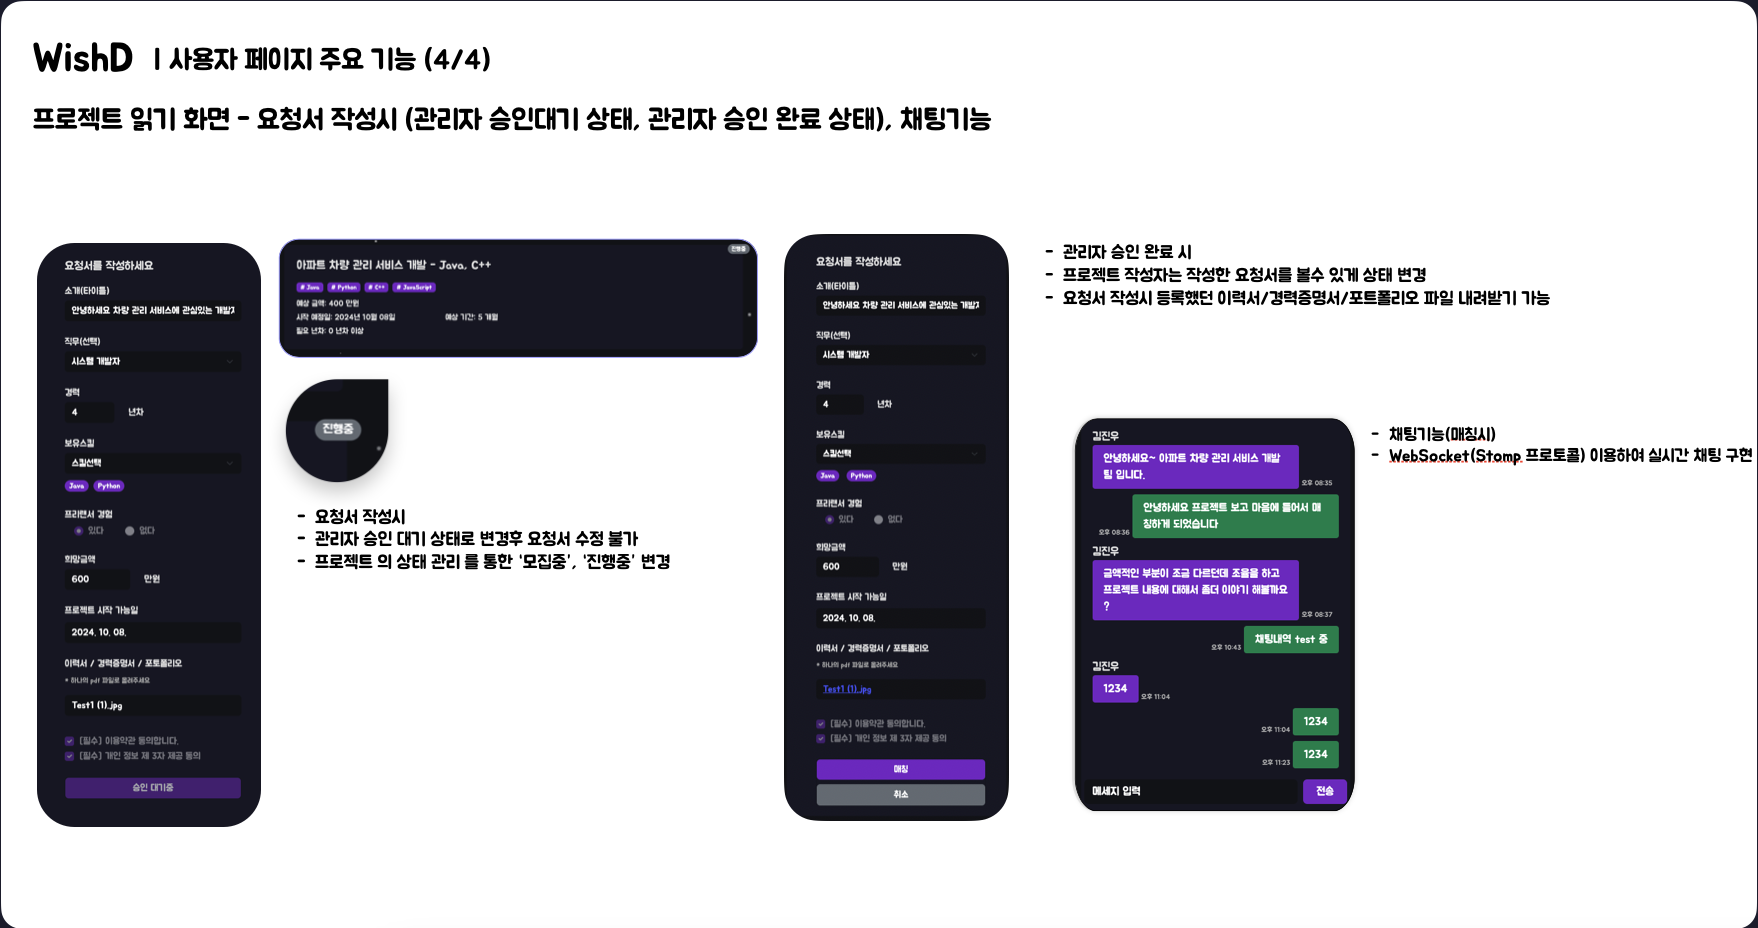 WishD | 사용자 페이지 주요 기능 (4/4)
프로젝트 읽기 화면 - 요청서 작성시 (관리자 승인대기 상태, 관리자 승인 완료 상태), 채팅기능
요청서를 작성하세요
소개(타이틀)
안녕하세요 차량 관리 서비스에 관심있는 개발자
직무(선택)
시스템 개발자
경력
4 년차
보유스킬
스킬선택
Java Python
프리랜서 경험
있다 없다
희망금액
600 만원
프로젝트 시작 가능일
2024. 10. 08.
이력서 / 경력증명서 / 포토폴리오
* 하나의 pdf 파일로 올려주세요
Test1 (1).jpg
[필수] 이용약관 동의합니다.
[필수] 개인 정보 제 3자 제공 동의
승인 대기중
진행중
아파트 차량 관리 서비스 개발 - Java, C++
# Java # Python # C++ # JavaScript
예상 금액: 400 만원
시작 예정일: 2024년 10월 08일 예상 기간: 5 개월
필요 년차: 0 년차 이상
진행중
- 요청서 작성시
- 관리자 승인 대기 상태로 변경후 요청서 수정 불가
- 프로젝트 의 상태 관리 를 통한 ‘모집중’, ‘진행중’ 변경
요청서를 작성하세요
소개(타이틀)
안녕하세요 차량 관리 서비스에 관심있는 개발자
직무(선택)
시스템 개발자
경력
4 년차
보유스킬
스킬선택
Java Python
프리랜서 경험
있다 없다
희망금액
600 만원
프로젝트 시작 가능일
2024. 10. 08.
이력서 / 경력증명서 / 포토폴리오
* 하나의 pdf 파일로 올려주세요
Test1 (1).jpg
[필수] 이용약관 동의합니다.
[필수] 개인 정보 제 3자 제공 동의
매칭
취소
- 관리자 승인 완료 시
- 프로젝트 작성자는 작성한 요청서를 볼수 있게 상태 변경
- 요청서 작성시 등록했던 이력서/경력증명서/포트폴리오 파일 내려받기 가능
김진우
안녕하세요~ 아파트 차량 관리 서비스 개발
팀 입니다.
오후 08:35
안녕하세요 프로젝트 보고 마음에 들어서 매
칭하게 되었습니다
오후 08:36
김진우
금액적인 부분이 조금 다르던데 조율을 하고
프로젝트 내용에 대해서 좀더 이야기 해볼까요
?
오후 08:37
채팅내역 test 중
오후 10:43
김진우
1234
오후 11:04
1234
오후 11:04
1234
오후 11:23
메세지 입력
전송
- 채팅기능(매칭시)
- WebSocket(Stomp 프로토콜) 이용하여 실시간 채팅 구현